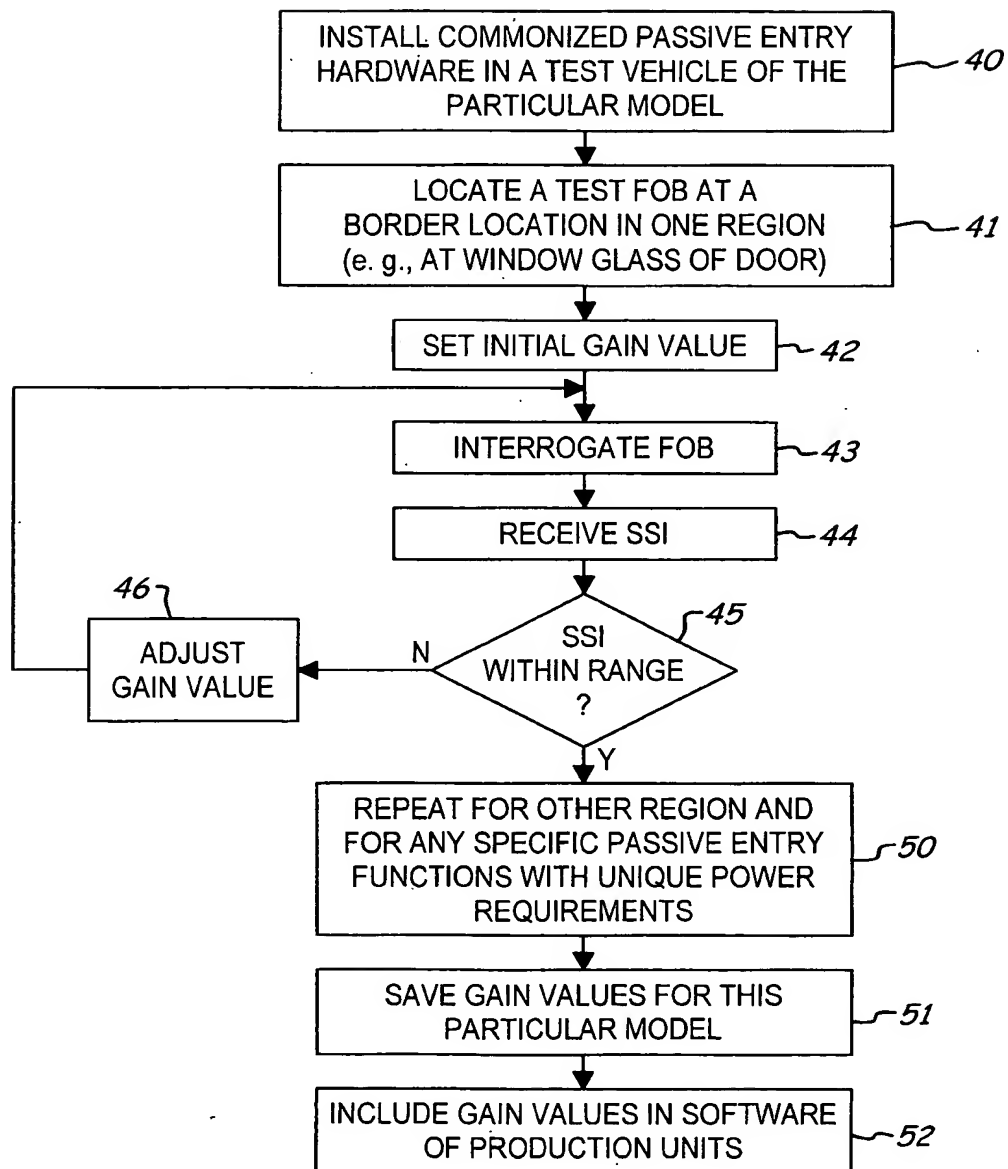 INSTALL COMMONIZED PASSIVE ENTRY
HARDWARE IN A TEST VEHICLE OF THE
PARTICULAR MODEL
40
LOCATE A TEST FOB AT A
BORDER LOCATION IN ONE REGION
(e. g., AT WINDOW GLASS OF DOOR)
41
SET INITIAL GAIN VALUE
42
INTERROGATE FOB
43
RECEIVE SSI
44
46
ADJUST
GAIN VALUE
N
SSI
WITHIN RANGE
?
45
Y
REPEAT FOR OTHER REGION AND
FOR ANY SPECIFIC PASSIVE ENTRY
FUNCTIONS WITH UNIQUE POWER
REQUIREMENTS
50
SAVE GAIN VALUES FOR THIS
PARTICULAR MODEL
51
INCLUDE GAIN VALUES IN SOFTWARE
OF PRODUCTION UNITS
52